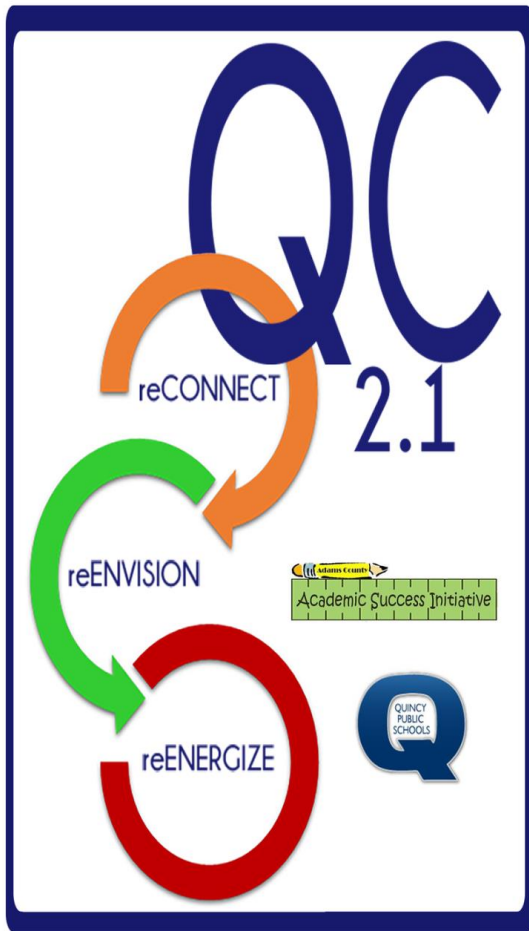 QC
2.1
reCONNECT
reENVISION
Adams County
Academic Success Initiative
QUINCY
PUBLIC
SCHOOLS
reENERGIZE